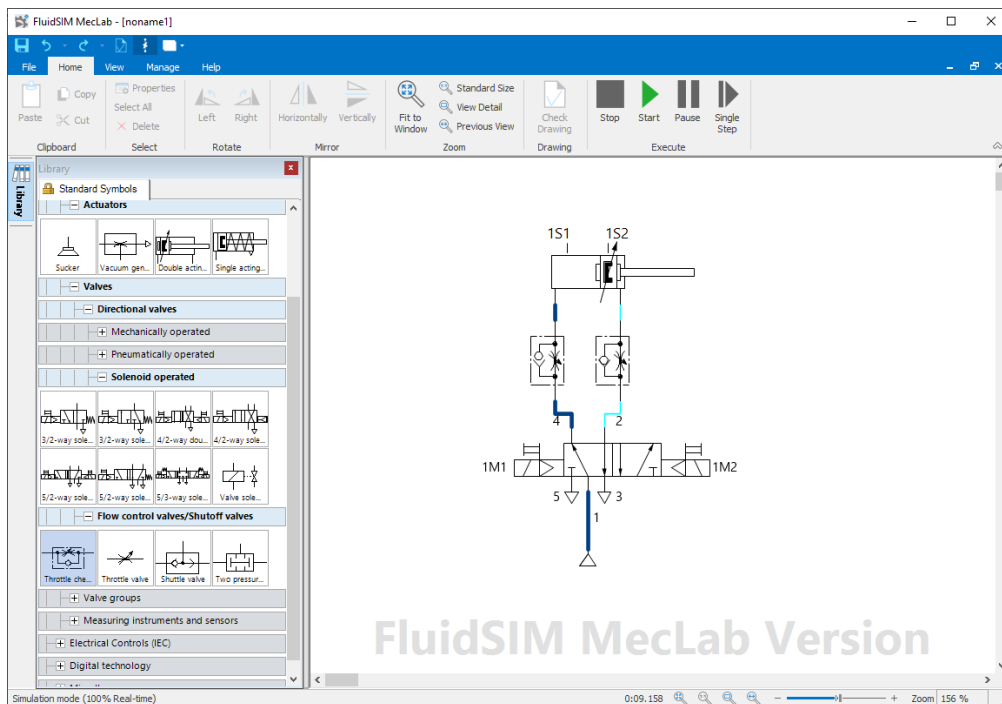 FluidSIM MecLab - [noname1]
File Home View Manage Help
Paste
Copy
Cut
Clipboard
Properties
Select All
Delete
Select
Left Right
Rotate
Horizontally Vertically
Mirror
Fit to Window
Standard Size
View Detail
Previous View
Zoom
Check Drawing
Drawing
Stop Start Pause Single Step
Execute
Library
Library
Standard Symbols
Actuators
Sucker Vacuum gen... Double actin... Single acting...
Valves
Directional valves
Mechanically operated
Pneumatically operated
Solenoid operated
3/2-way sole... 3/2-way sole... 4/2-way dou... 4/2-way sole...
5/2-way sole... 5/2-way sole... 5/3-way sole... Valve sole...
Flow control valves/Shutoff valves
Throttle che... Throttle valve Shuttle valve Two pressur...
Valve groups
Measuring instruments and sensors
Electrical Controls (IEC)
Digital technology
1S1 1S2
4 2
1M1 1M2
5 3
1
FluidSIM MecLab Version
Simulation mode (100% Real-time) 0:09.158 Zoom 156 %